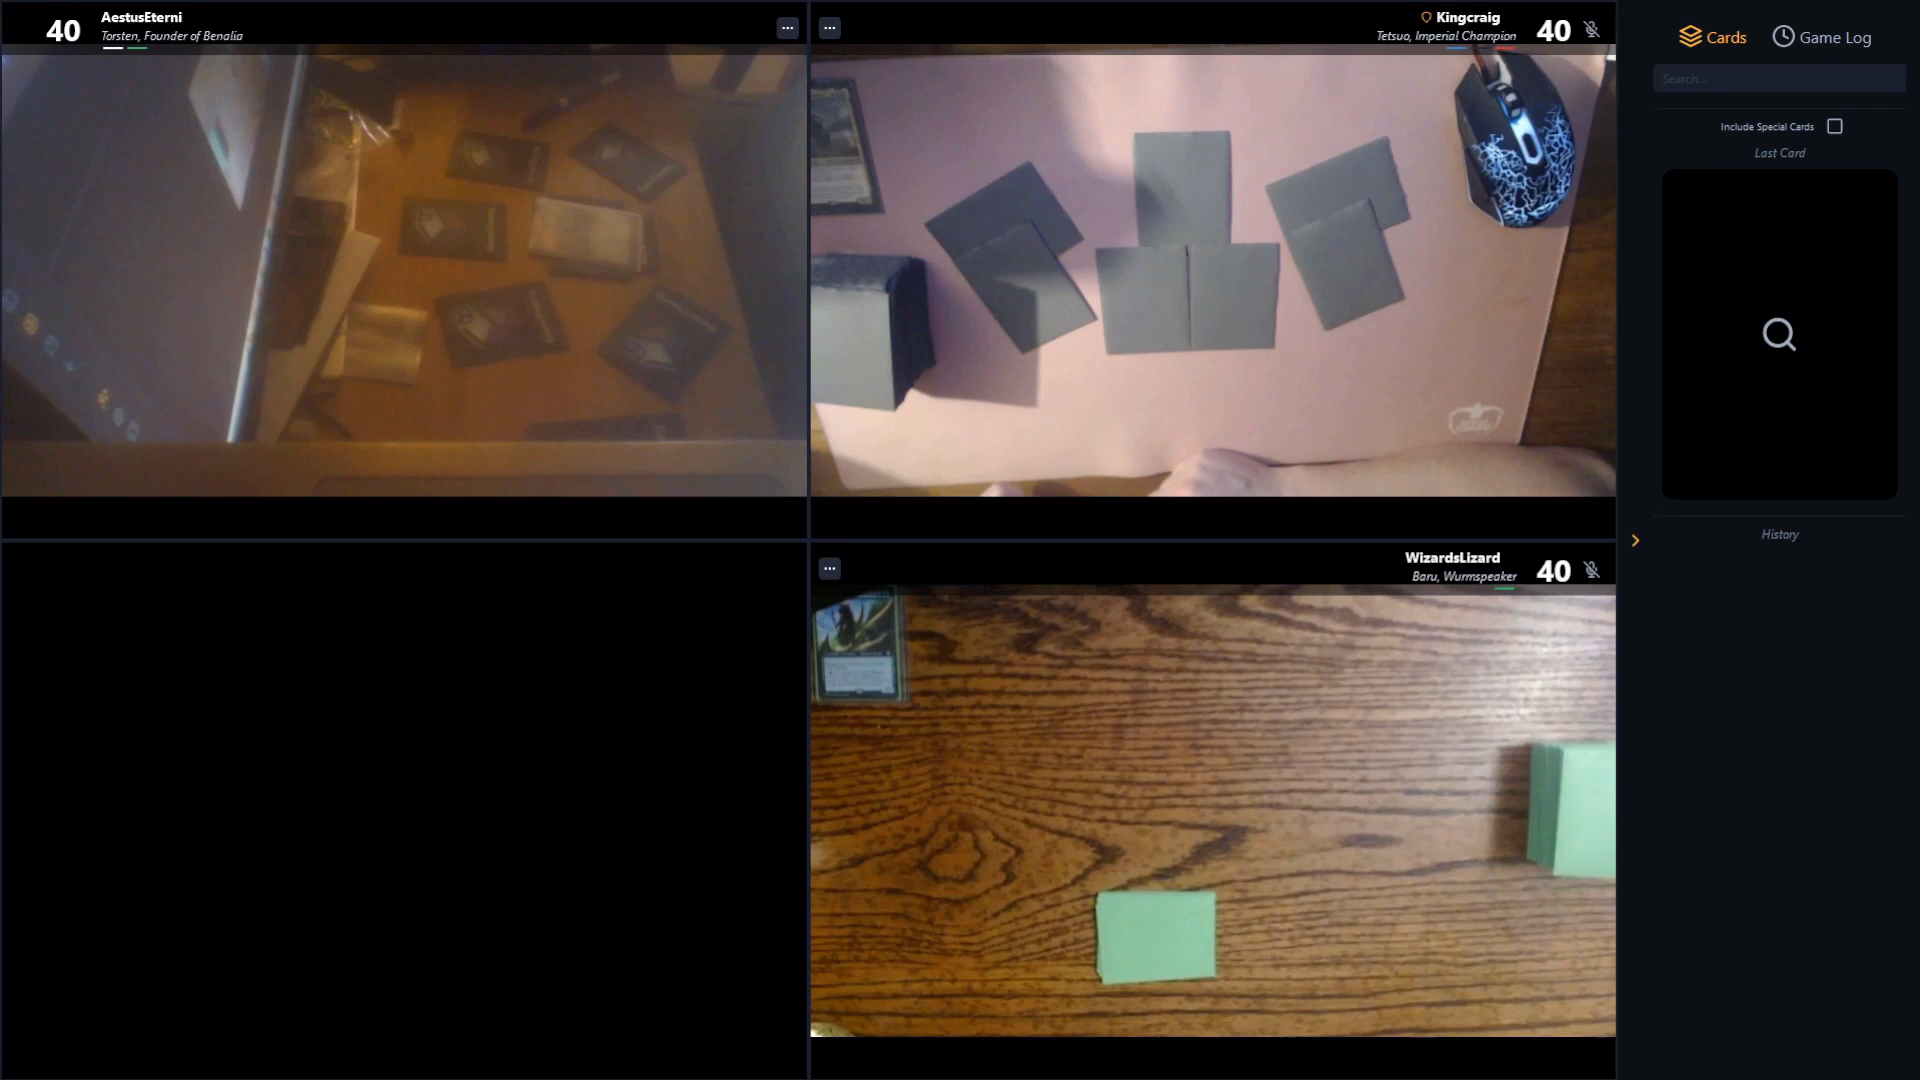 40
AestusEterni
Torsten, Founder of Benalia
Kingcraig
Tetsuo, Imperial Champion
40
WizardsLizard
Baru, Wurmspeaker
40
Cards
Game Log
Search...
Include Special Cards
Last Card
History